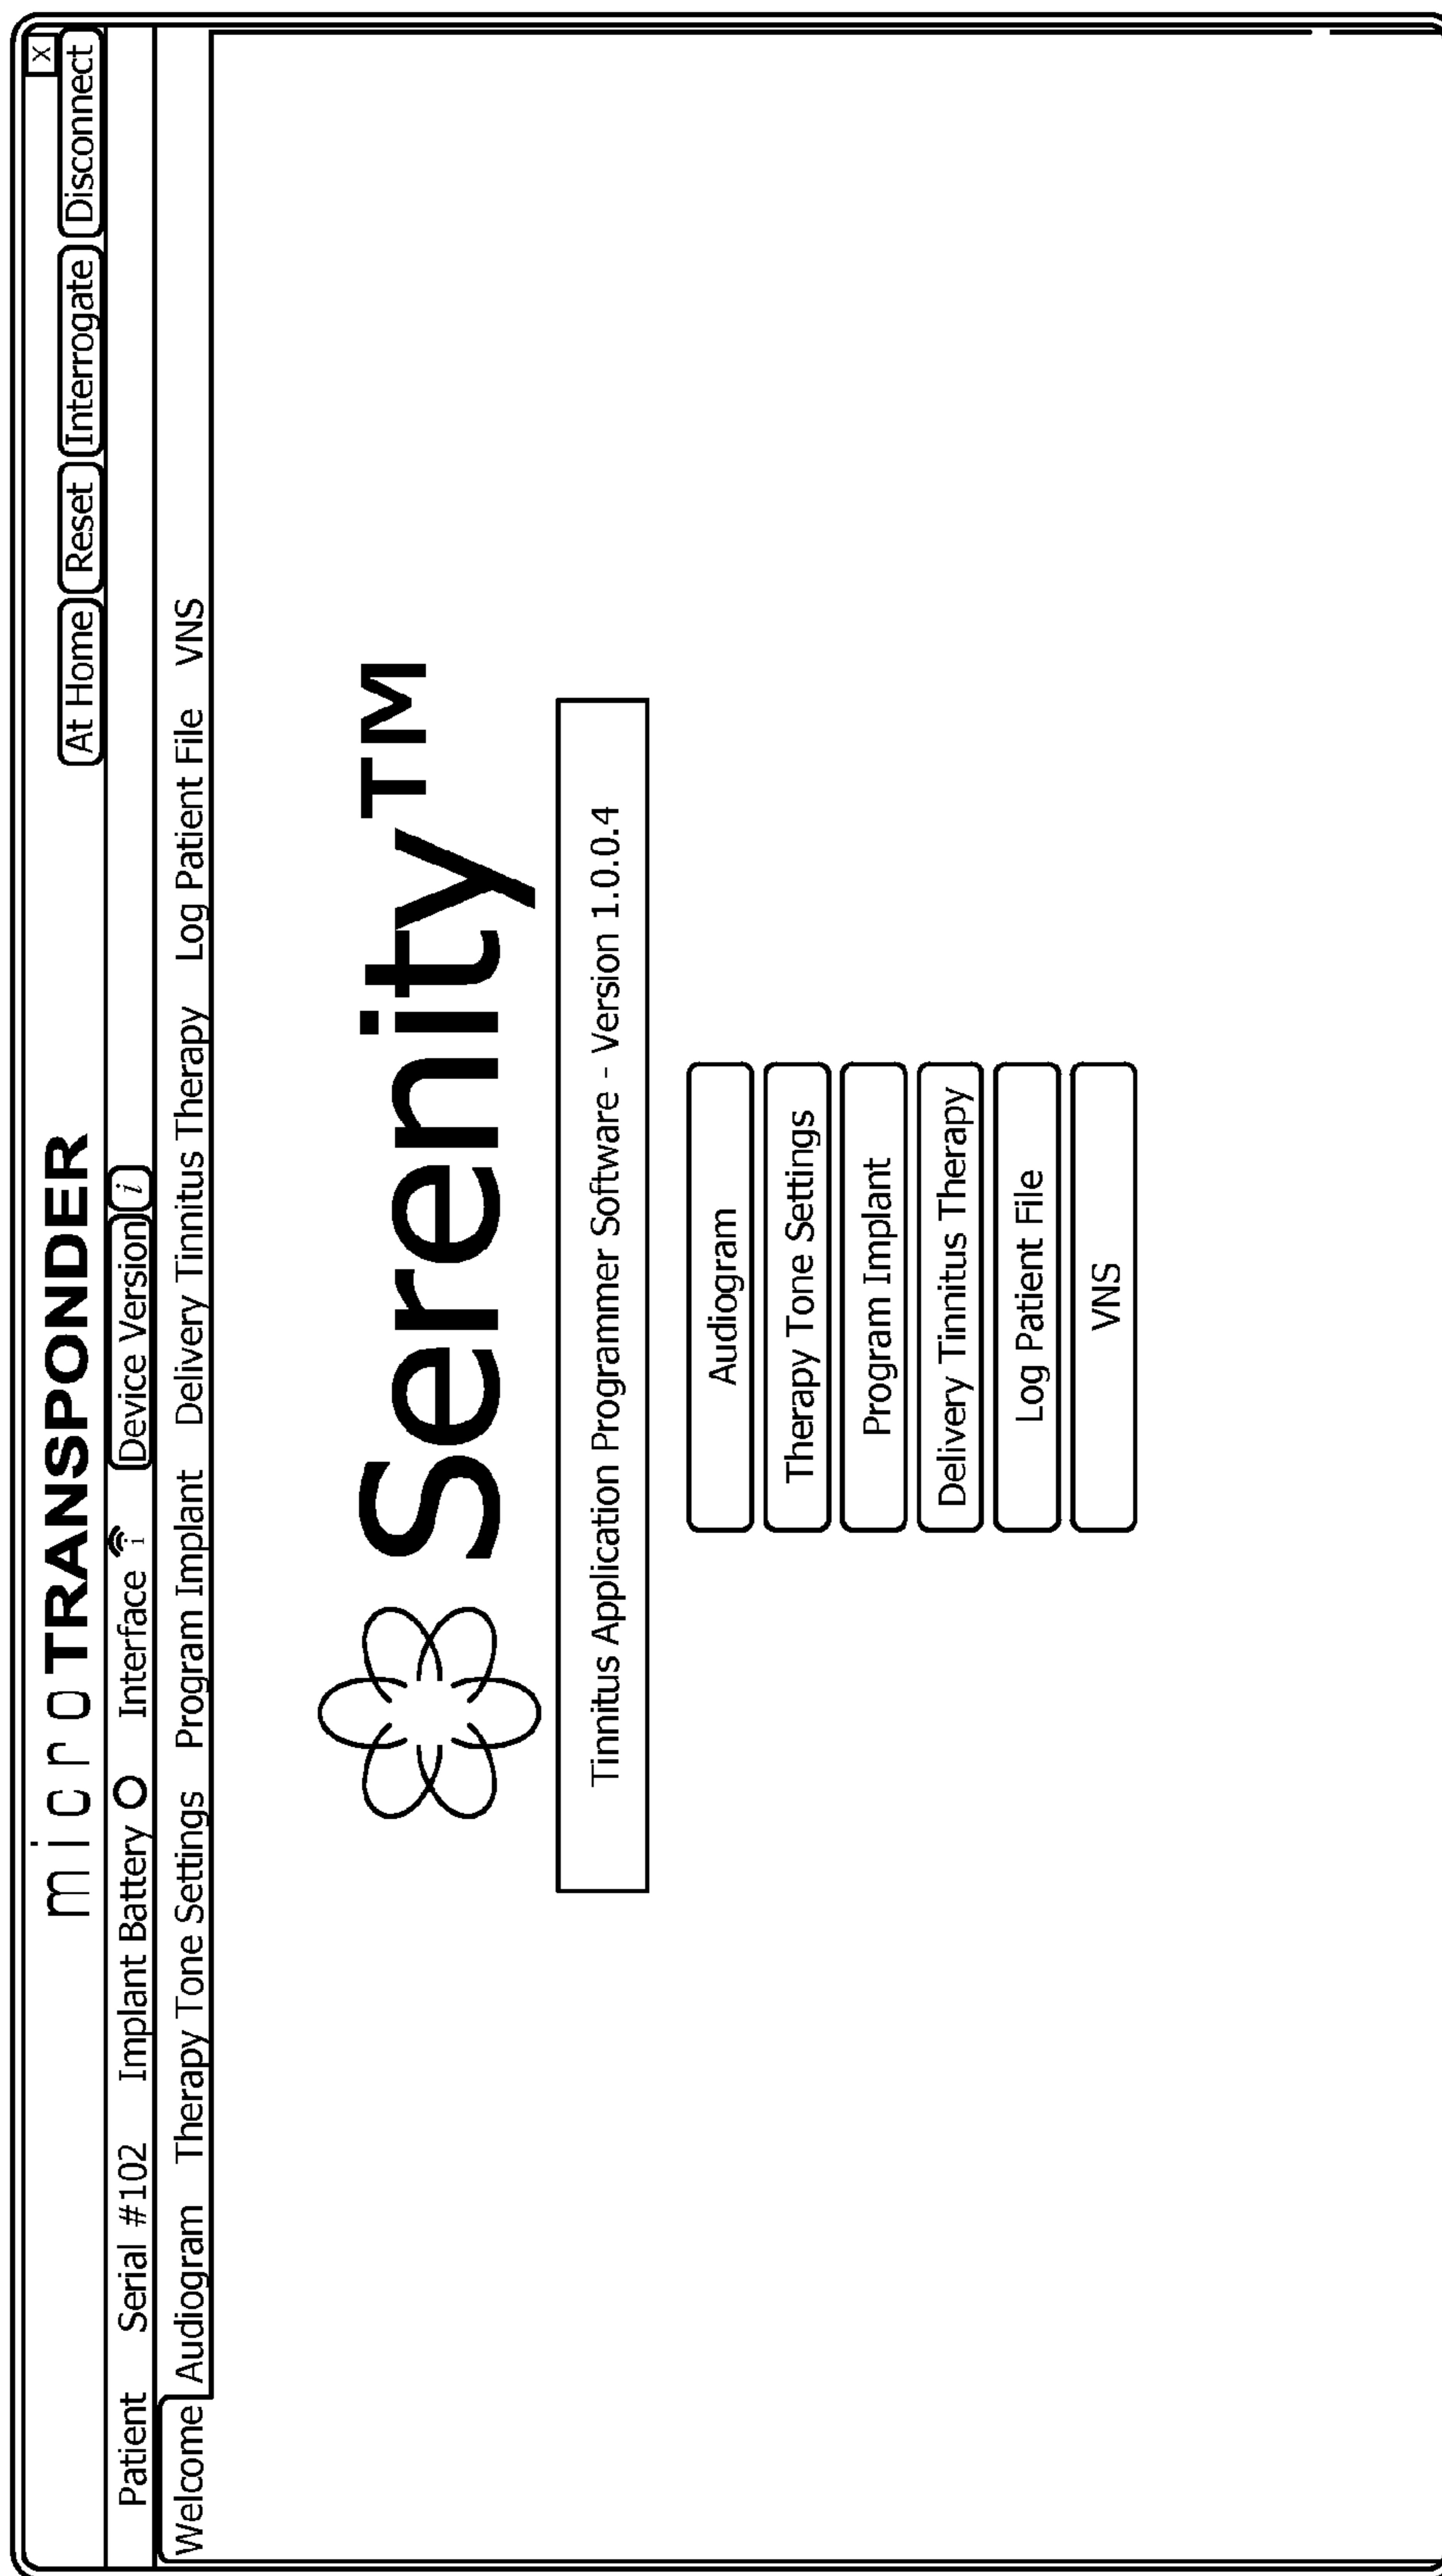 X
micro TRANSPONDER
At Home Reset Interrogate Disconnect
Patient Serial #102 Implant Battery Interface i Device Version i
Welcome Audiogram Therapy Tone Settings Program Implant Delivery Tinnitus Therapy Log Patient File VNS
Serenity™
Tinnitus Application Programmer Software - Version 1.0.0.4
Audiogram
Therapy Tone Settings
Program Implant
Delivery Tinnitus Therapy
Log Patient File
VNS